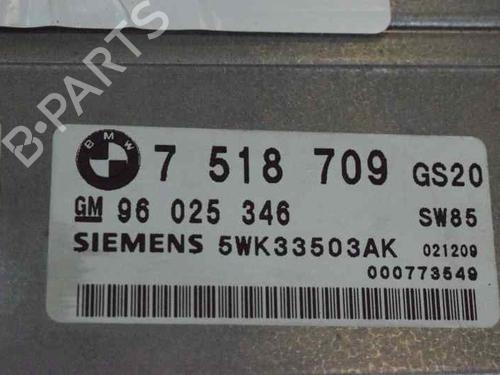 B-PARTS
BMW 7 518 709 GS20
GM 96 025 346 SW85
SIEMENS 5WK33503AK 021209
000773549